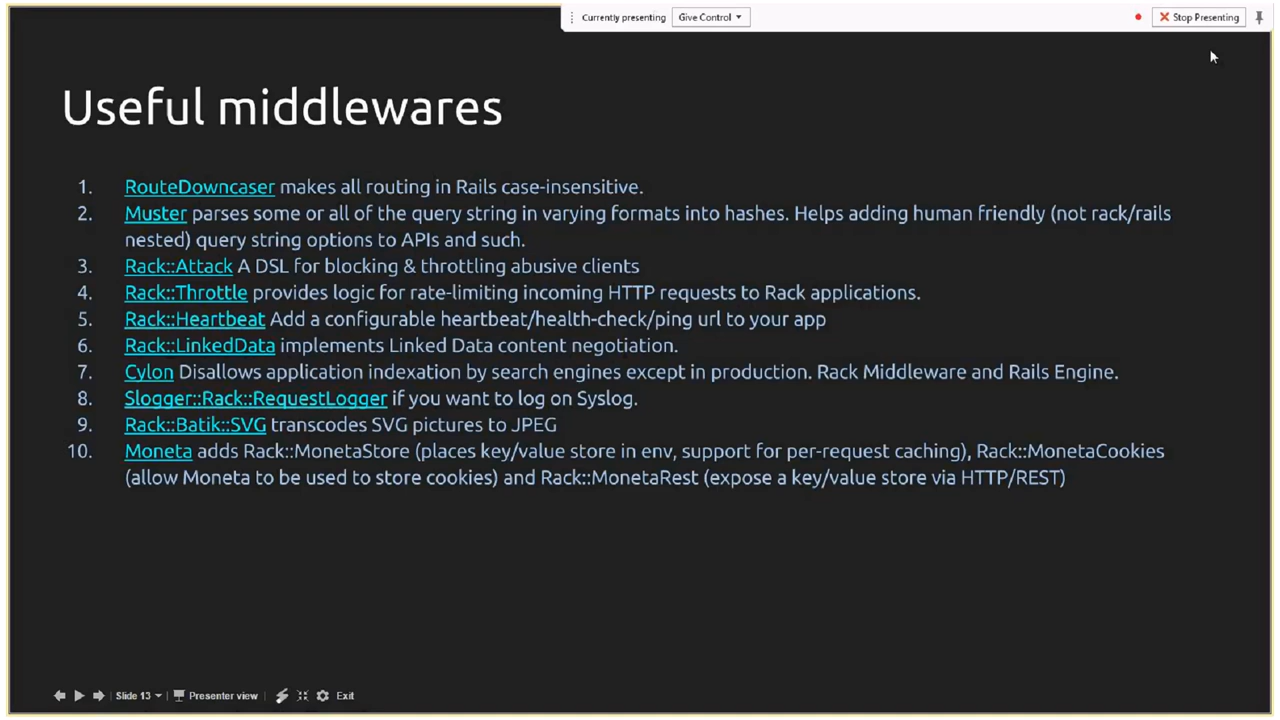 Currently presenting Give Control Stop Presenting
Useful middlewares
1. RouteDowncaser makes all routing in Rails case-insensitive.
2. Muster parses some or all of the query string in varying formats into hashes. Helps adding human friendly (not rack/rails
nested) query string options to APIs and such.
3. Rack::Attack A DSL for blocking & throttling abusive clients
4. Rack::Throttle provides logic for rate-limiting incoming HTTP requests to Rack applications.
5. Rack::Heartbeat Add a configurable heartbeat/health-check/ping url to your app
6. Rack::LinkedData implements Linked Data content negotiation.
7. Cylon Disallows application indexation by search engines except in production. Rack Middleware and Rails Engine.
8. Slogger::Rack::RequestLogger if you want to log on Syslog.
9. Rack::Batik::SVG transcodes SVG pictures to JPEG
10. Moneta adds Rack::MonetaStore (places key/value store in env, support for per-request caching), Rack::MonetaCookies
(allow Moneta to be used to store cookies) and Rack::MonetaRest (expose a key/value store via HTTP/REST)
Slide 13 Presenter view Exit